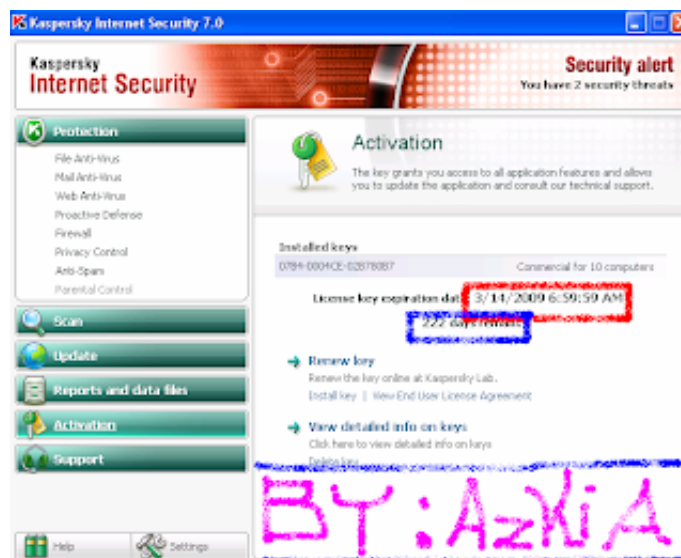 Kaspersky Internet Security 7.0
Kaspersky
Internet Security
Security alert
You have 2 security threats
Protection
File Anti-Virus
Mail Anti-Virus
Web Anti-Virus
Proactive Defense
Firewall
Privacy Control
Anti-Spam
Parental Control
Scan
Update
Reports and data files
Activation
Support
Help
Settings
Activation
The key grants you access to all application features and allows
you to update the application and consult our technical support.
Installed keys
07B4-0004CE-02B780B7
Commercial for 10 computers
License key expiration date 3/14/2009 6:59:59 AM
222 days remain
Renew key
Renew the key online at Kaspersky Lab.
Install key | View End User License Agreement
View detailed info on keys
Click here to view detailed info on keys
Delete key
BY:AzKiA